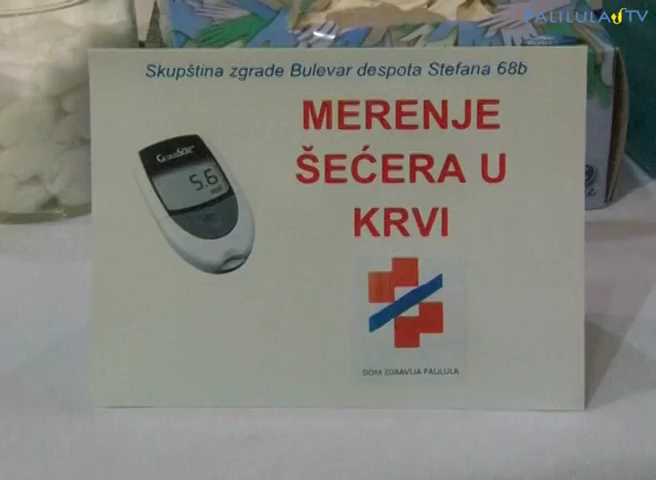 PALILULA TV
Skupština zgrade Bulevar despota Stefana 68b
MERENJE
ŠEĆERA U
KRVI
5.6
DOM ZDRAVLJA PALILULA